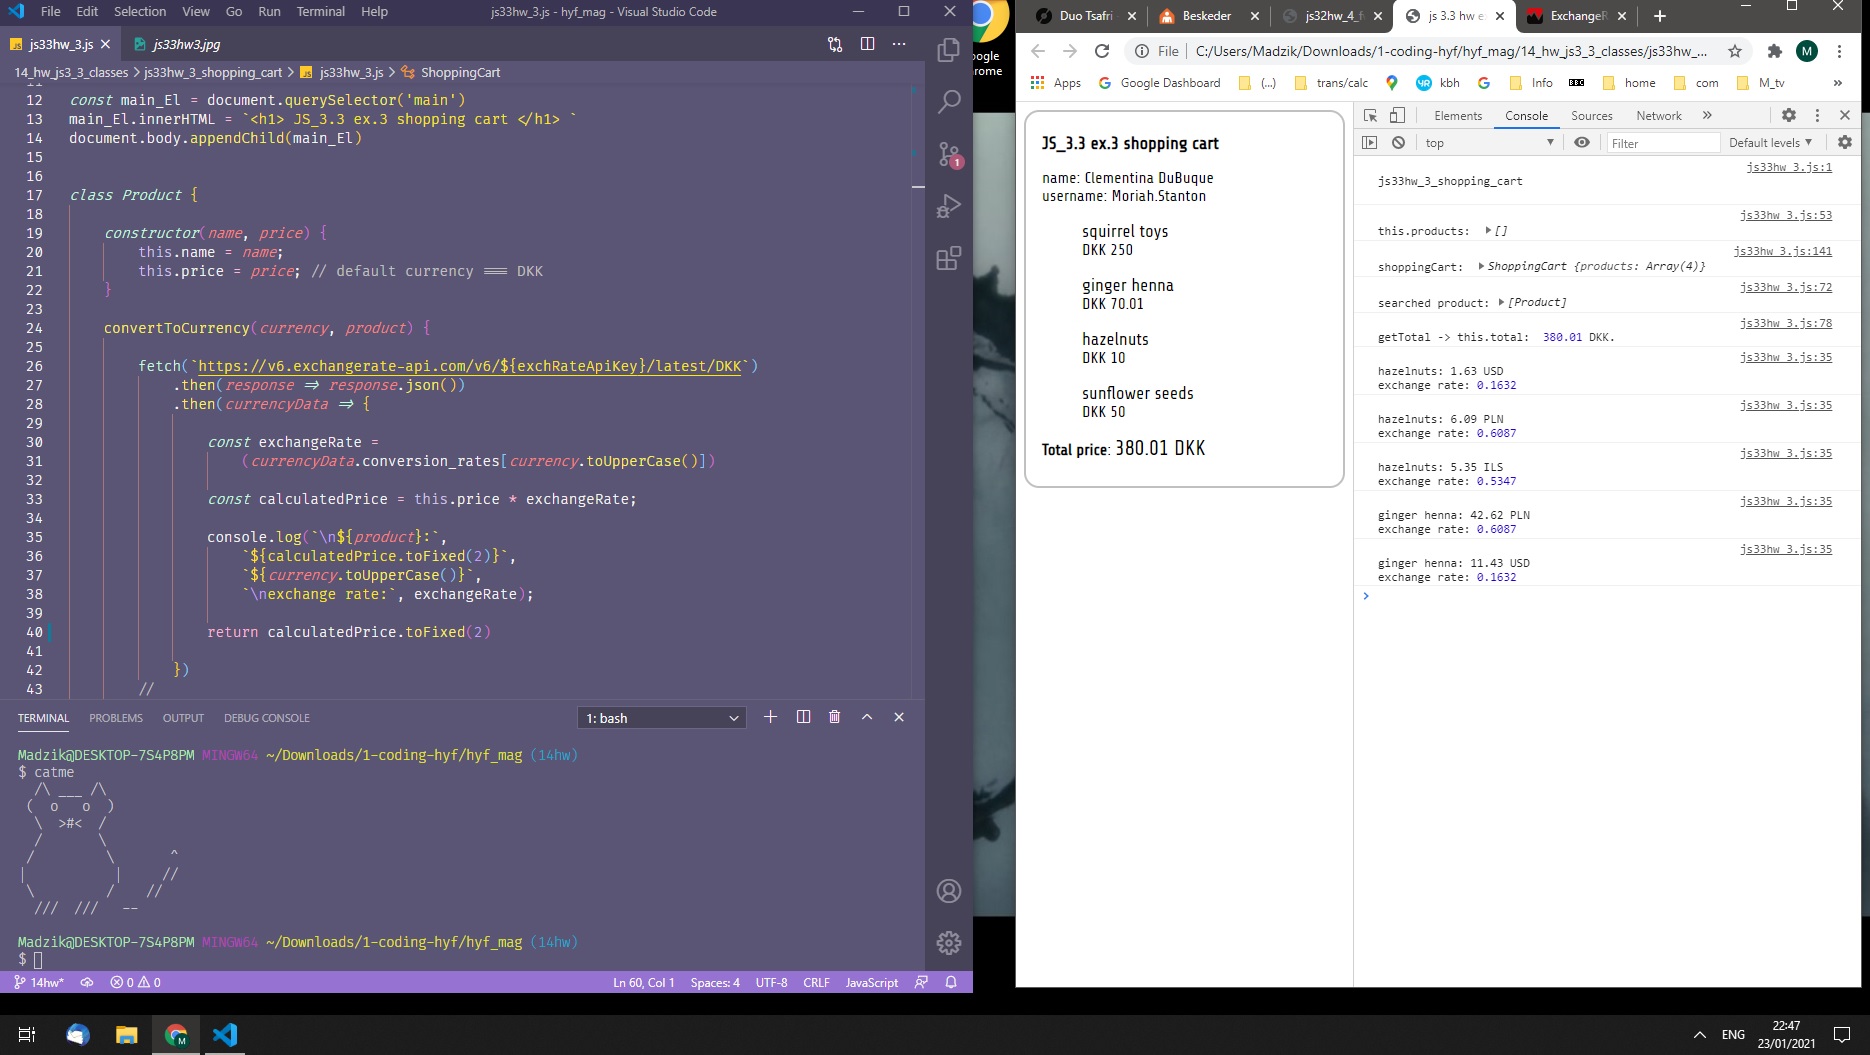 File Edit Selection View Go Run Terminal Help js33hw_3.js - hyf_mag - Visual Studio Code
js33hw_3.js js33hw3.jpg
14_hw_js3_3_classes > js33hw_3_shopping_cart > js33hw_3.js > ShoppingCart
12 const main_El = document.querySelector('main')
13 main_El.innerHTML = `<h1> JS_3.3 ex.3 shopping cart </h1> `
14 document.body.appendChild(main_El)
15
16
17 class Product {
18
19 constructor(name, price) {
20 this.name = name;
21 this.price = price; // default currency === DKK
22 }
23
24 convertToCurrency(currency, product) {
25
26 fetch(`https://v6.exchangerate-api.com/v6/${exchRateApiKey}/latest/DKK`)
27 .then(response => response.json())
28 .then(currencyData => {
29
30 const exchangeRate =
31 (currencyData.conversion_rates[currency.toUpperCase()])
32
33 const calculatedPrice = this.price * exchangeRate;
34
35 console.log(`\n${product}:`,
36 `${calculatedPrice.toFixed(2)}`,
37 `${currency.toUpperCase()}`,
38 `\nexchange rate:`, exchangeRate);
39
40 return calculatedPrice.toFixed(2)
41
42 })
43 //
TERMINAL PROBLEMS OUTPUT DEBUG CONSOLE 1: bash
Madzik@DESKTOP-7S4P8PM MINGW64 ~/Downloads/1-coding-hyf/hyf_mag (14hw)
$ catme
/\ ___ /\
( o o )
\ >#< /
/ \
/ \ ^
| | //
\ / //
/// /// --
Madzik@DESKTOP-7S4P8PM MINGW64 ~/Downloads/1-coding-hyf/hyf_mag (14hw)
$
14hw* 0 0 Ln 60, Col 1 Spaces: 4 UTF-8 CRLF JavaScript
1
Duo Tsafri Beskeder js32hw_4_f js 3.3 hw e ExchangeR
File C:/Users/Madzik/Downloads/1-coding-hyf/hyf_mag/14_hw_js3_3_classes/js33hw_... M
Apps Google Dashboard (...) trans/calc kbh Info BBC home com M_tv »
JS_3.3 ex.3 shopping cart
name: Clementina DuBuque
username: Moriah.Stanton
squirrel toys
DKK 250
ginger henna
DKK 70.01
hazelnuts
DKK 10
sunflower seeds
DKK 50
Total price: 380.01 DKK
Elements Console Sources Network »
top Filter Default levels
js33hw_3.js:1
js33hw_3_shopping_cart
js33hw_3.js:53
this.products: []
js33hw_3.js:141
shoppingCart: ShoppingCart {products: Array(4)}
js33hw_3.js:72
searched product: [Product]
js33hw_3.js:78
getTotal -> this.total: 380.01 DKK.
js33hw_3.js:35
hazelnuts: 1.63 USD
exchange rate: 0.1632
js33hw_3.js:35
hazelnuts: 6.09 PLN
exchange rate: 0.6087
js33hw_3.js:35
hazelnuts: 5.35 ILS
exchange rate: 0.5347
js33hw_3.js:35
ginger henna: 42.62 PLN
exchange rate: 0.6087
js33hw_3.js:35
ginger henna: 11.43 USD
exchange rate: 0.1632
ENG
22:47
23/01/2021